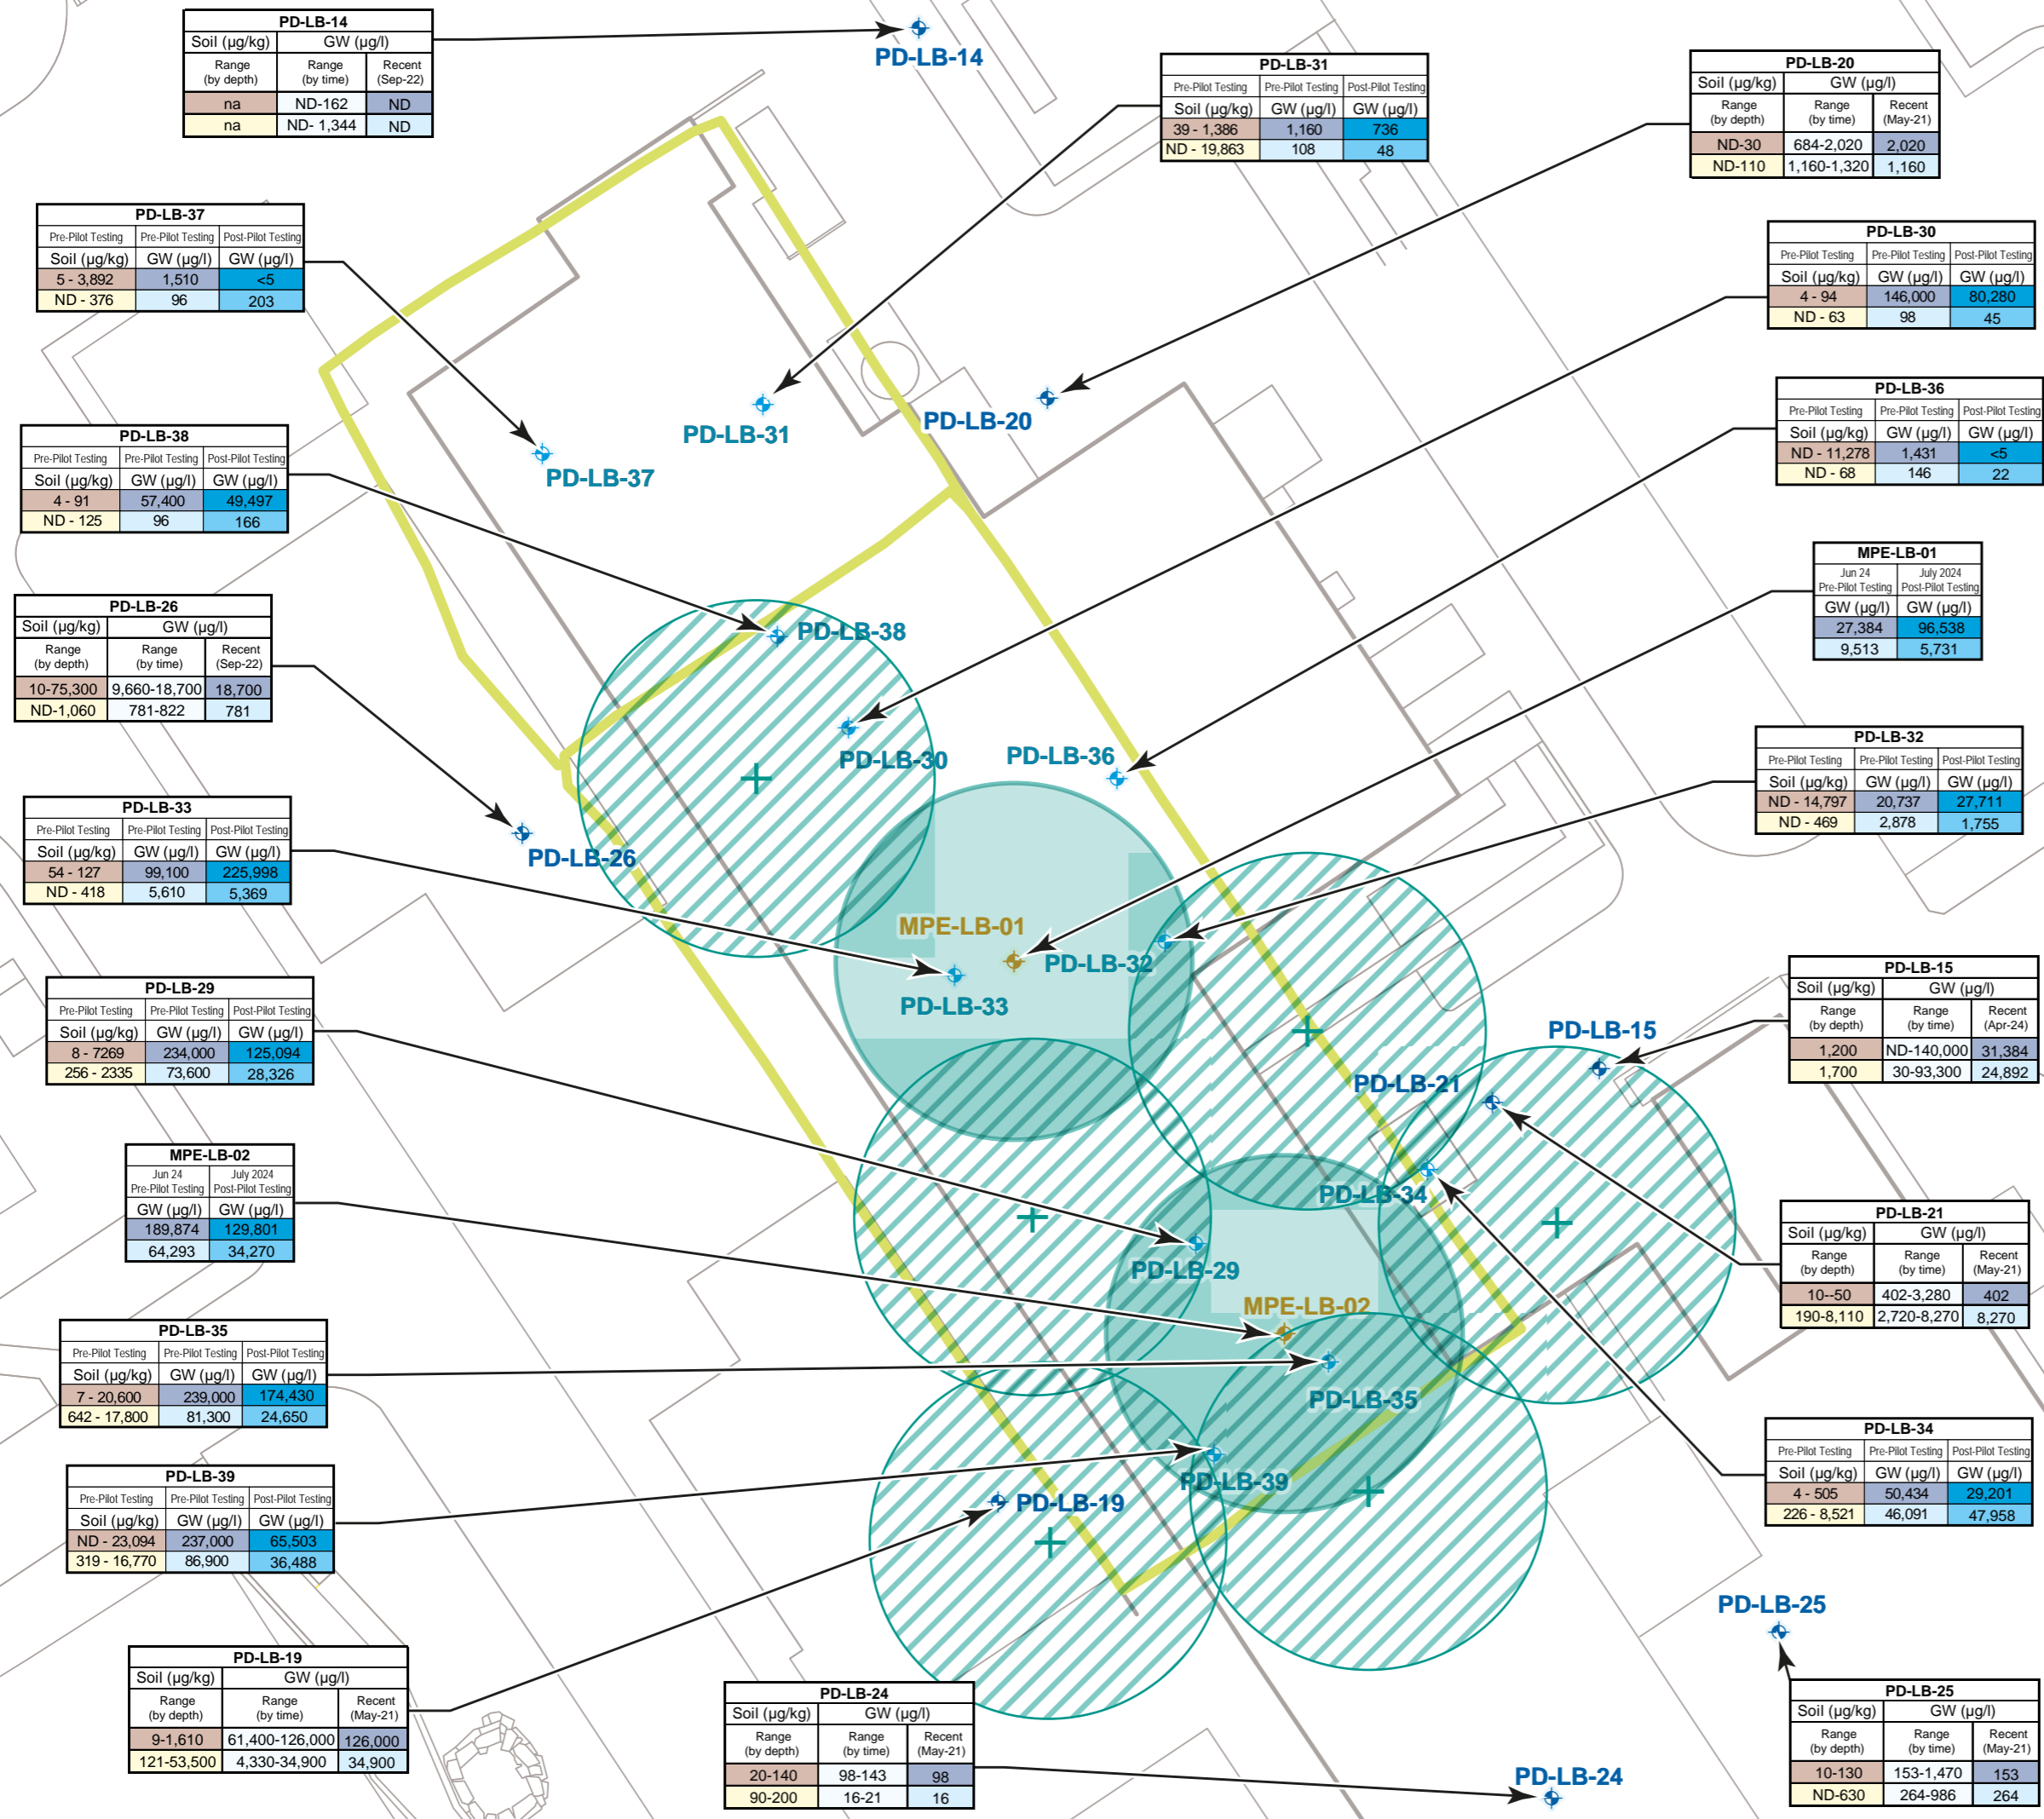 PD-LB-14
Soil (µg/kg) GW (µg/l)
Range (by depth) Range (by time) Recent (Sep-22)
na ND-162 ND
na ND- 1,344 ND
PD-LB-14
PD-LB-31
Pre-Pilot Testing Pre-Pilot Testing Post-Pilot Testing
Soil (µg/kg) GW (µg/l) GW (µg/l)
39 - 1,386 1,160 736
ND - 19,863 108 48
PD-LB-20
Soil (µg/kg) GW (µg/l)
Range (by depth) Range (by time) Recent (May-21)
ND-30 684-2,020 2,020
ND-110 1,160-1,320 1,160
PD-LB-37
Pre-Pilot Testing Pre-Pilot Testing Post-Pilot Testing
Soil (µg/kg) GW (µg/l) GW (µg/l)
5 - 3,892 1,510 <5
ND - 376 96 203
PD-LB-30
Pre-Pilot Testing Pre-Pilot Testing Post-Pilot Testing
Soil (µg/kg) GW (µg/l) GW (µg/l)
4 - 94 146,000 80,280
ND - 63 98 45
PD-LB-36
Pre-Pilot Testing Pre-Pilot Testing Post-Pilot Testing
Soil (µg/kg) GW (µg/l) GW (µg/l)
ND - 11,278 1,431 <5
ND - 68 146 22
PD-LB-31
PD-LB-20
PD-LB-37
PD-LB-38
Pre-Pilot Testing Pre-Pilot Testing Post-Pilot Testing
Soil (µg/kg) GW (µg/l) GW (µg/l)
4 - 91 57,400 49,497
ND - 125 96 166
MPE-LB-01
Jun 24 Pre-Pilot Testing July 2024 Post-Pilot Testing
GW (µg/l) GW (µg/l)
27,384 96,538
9,513 5,731
PD-LB-26
Soil (µg/kg) GW (µg/l)
Range (by depth) Range (by time) Recent (Sep-22)
10-75,300 9,660-18,700 18,700
ND-1,060 781-822 781
PD-LB-38
PD-LB-30
PD-LB-36
PD-LB-32
Pre-Pilot Testing Pre-Pilot Testing Post-Pilot Testing
Soil (µg/kg) GW (µg/l) GW (µg/l)
ND - 14,797 20,737 27,711
ND - 469 2,878 1,755
PD-LB-33
Pre-Pilot Testing Pre-Pilot Testing Post-Pilot Testing
Soil (µg/kg) GW (µg/l) GW (µg/l)
54 - 127 99,100 225,998
ND - 418 5,610 5,369
PD-LB-26
MPE-LB-01
PD-LB-32
PD-LB-33
PD-LB-29
Pre-Pilot Testing Pre-Pilot Testing Post-Pilot Testing
Soil (µg/kg) GW (µg/l) GW (µg/l)
8 - 7269 234,000 125,094
256 - 2335 73,600 28,326
PD-LB-15
Soil (µg/kg) GW (µg/l)
Range (by depth) Range (by time) Recent (Apr-24)
1,200 ND-140,000 31,384
1,700 30-93,300 24,892
PD-LB-15
PD-LB-21
PD-LB-34
MPE-LB-02
Jun 24 Pre-Pilot Testing July 2024 Post-Pilot Testing
GW (µg/l) GW (µg/l)
189,874 129,801
64,293 34,270
PD-LB-21
Soil (µg/kg) GW (µg/l)
Range (by depth) Range (by time) Recent (May-21)
10--50 402-3,280 402
190-8,110 2,720-8,270 8,270
PD-LB-29
MPE-LB-02
PD-LB-35
Pre-Pilot Testing Pre-Pilot Testing Post-Pilot Testing
Soil (µg/kg) GW (µg/l) GW (µg/l)
7 - 20,600 239,000 174,430
642 - 17,800 81,300 24,650
PD-LB-35
PD-LB-34
Pre-Pilot Testing Pre-Pilot Testing Post-Pilot Testing
Soil (µg/kg) GW (µg/l) GW (µg/l)
4 - 505 50,434 29,201
226 - 8,521 46,091 47,958
PD-LB-39
Pre-Pilot Testing Pre-Pilot Testing Post-Pilot Testing
Soil (µg/kg) GW (µg/l) GW (µg/l)
ND - 23,094 237,000 65,503
319 - 16,770 86,900 36,488
PD-LB-39
PD-LB-19
PD-LB-25
PD-LB-19
Soil (µg/kg) GW (µg/l)
Range (by depth) Range (by time) Recent (May-21)
9-1,610 61,400-126,000 126,000
121-53,500 4,330-34,900 34,900
PD-LB-24
Soil (µg/kg) GW (µg/l)
Range (by depth) Range (by time) Recent (May-21)
20-140 98-143 98
90-200 16-21 16
PD-LB-24
PD-LB-25
Soil (µg/kg) GW (µg/l)
Range (by depth) Range (by time) Recent (May-21)
10-130 153-1,470 153
ND-630 264-986 264